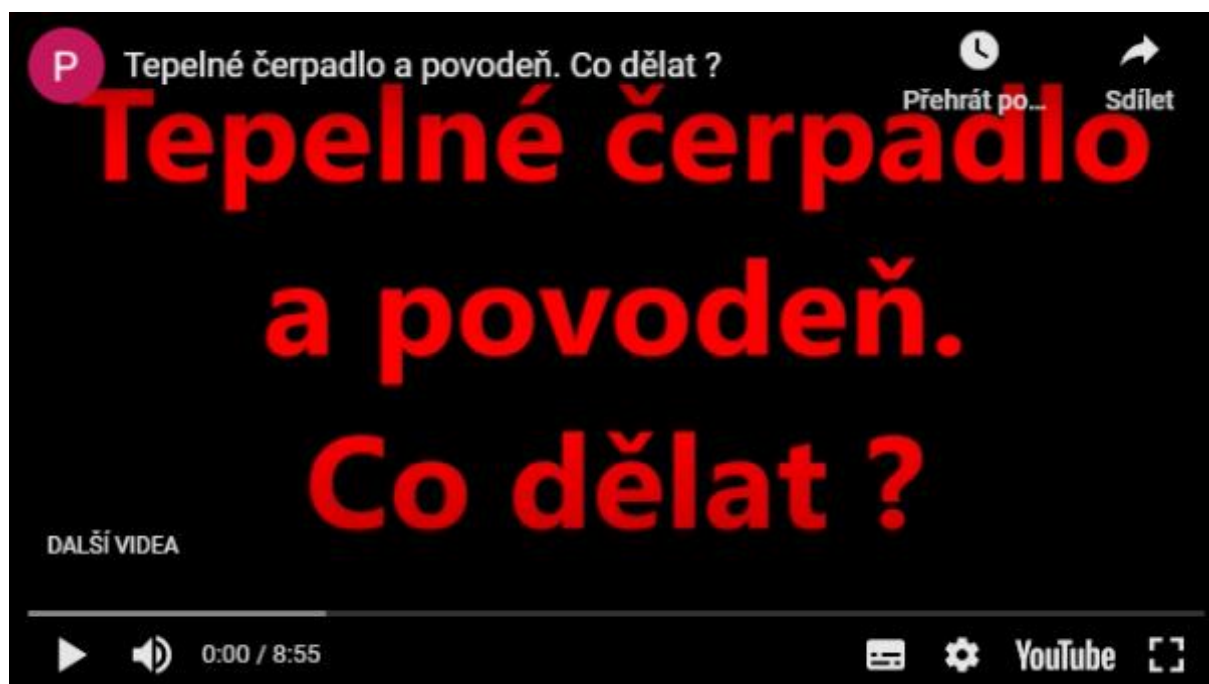 P
Tepelné čerpadlo a povodeň. Co dělat ?
Přehrát po...
Sdílet
Tepelné čerpadlo
a povodeň.
Co dělat ?
DALŠÍ VIDEA
0:00 / 8:55
YouTube